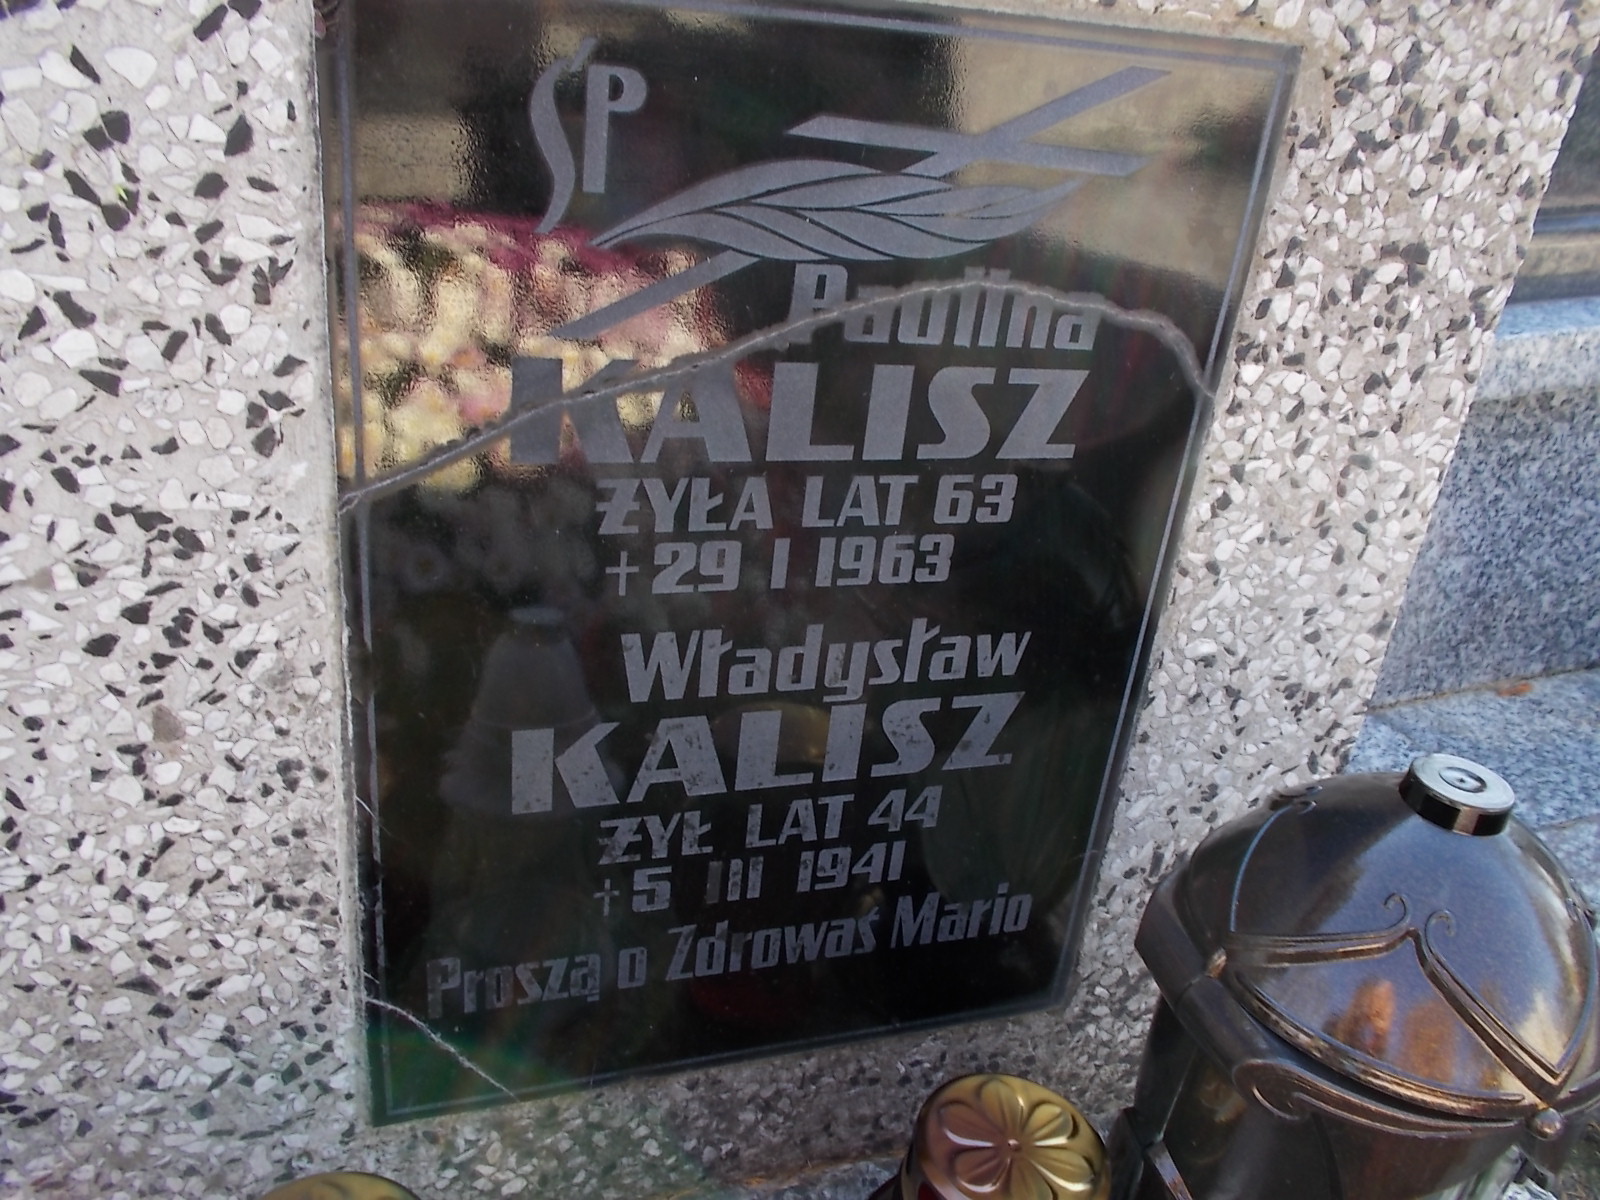 ŚP
Paulina
KALISZ
ŻYŁA LAT 63
+ 29 I 1963
Władysław
KALISZ
ŻYŁ LAT 44
+ 5 III 1941
Proszą o Zdrowaś Mario